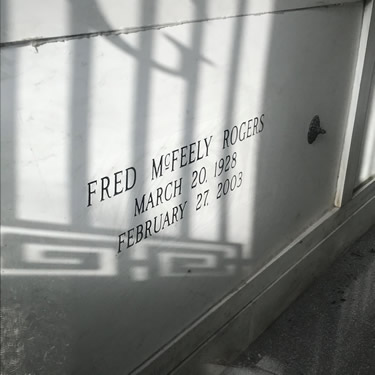 FRED McFEELY ROGERS
MARCH 20, 1928
FEBRUARY 27, 2003